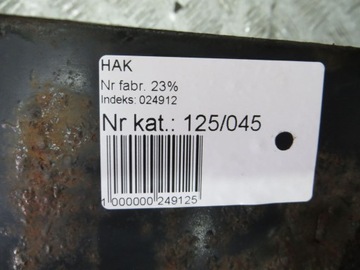 HAK
Nr fabr. 23%
Indeks: 024912
Nr kat.: 125/045
1 000000 249125